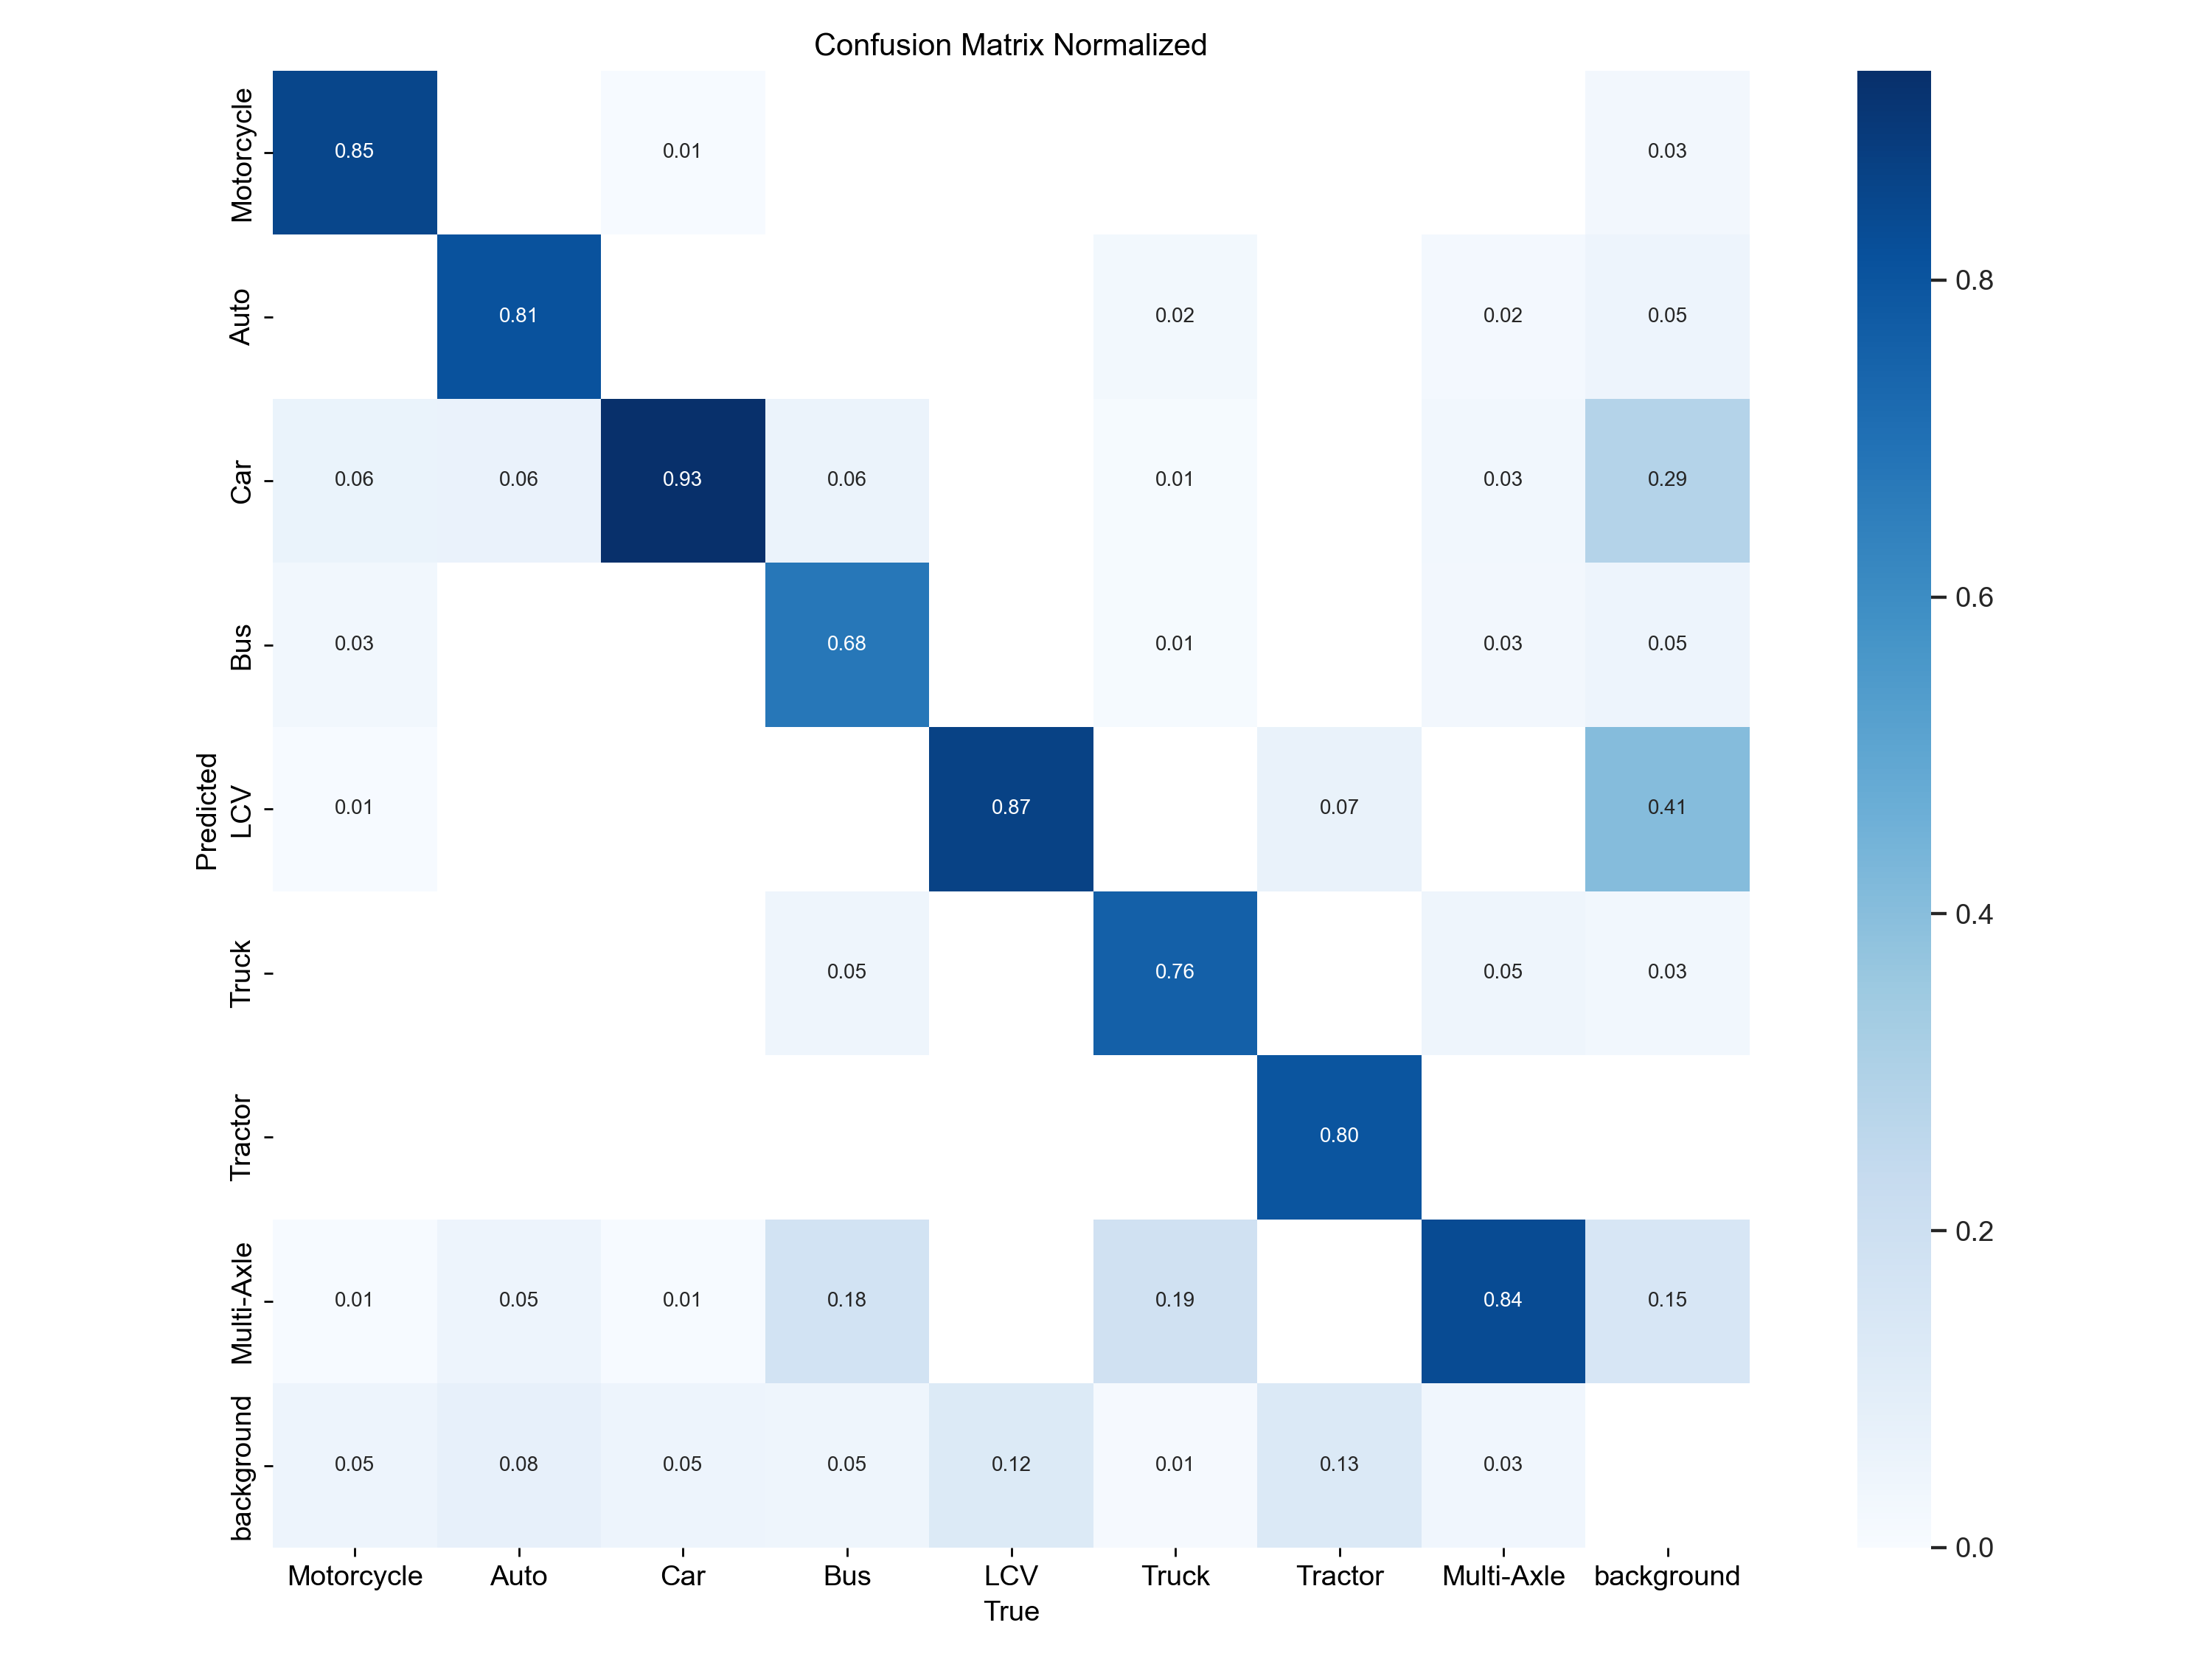 Confusion Matrix Normalized
Motorcycle 0.85 0.01 0.03
Auto 0.81 0.02 0.02 0.05
Car 0.06 0.06 0.93 0.06 0.01 0.03 0.29
Bus 0.03 0.68 0.01 0.03 0.05
LCV 0.01 0.87 0.07 0.41
Truck 0.05 0.76 0.05 0.03
Tractor 0.80
Multi-Axle 0.01 0.05 0.01 0.18 0.19 0.84 0.15
background 0.05 0.08 0.05 0.05 0.12 0.01 0.13 0.03
Predicted
Motorcycle Auto Car Bus LCV Truck Tractor Multi-Axle background
True
0.8
0.6
0.4
0.2
0.0